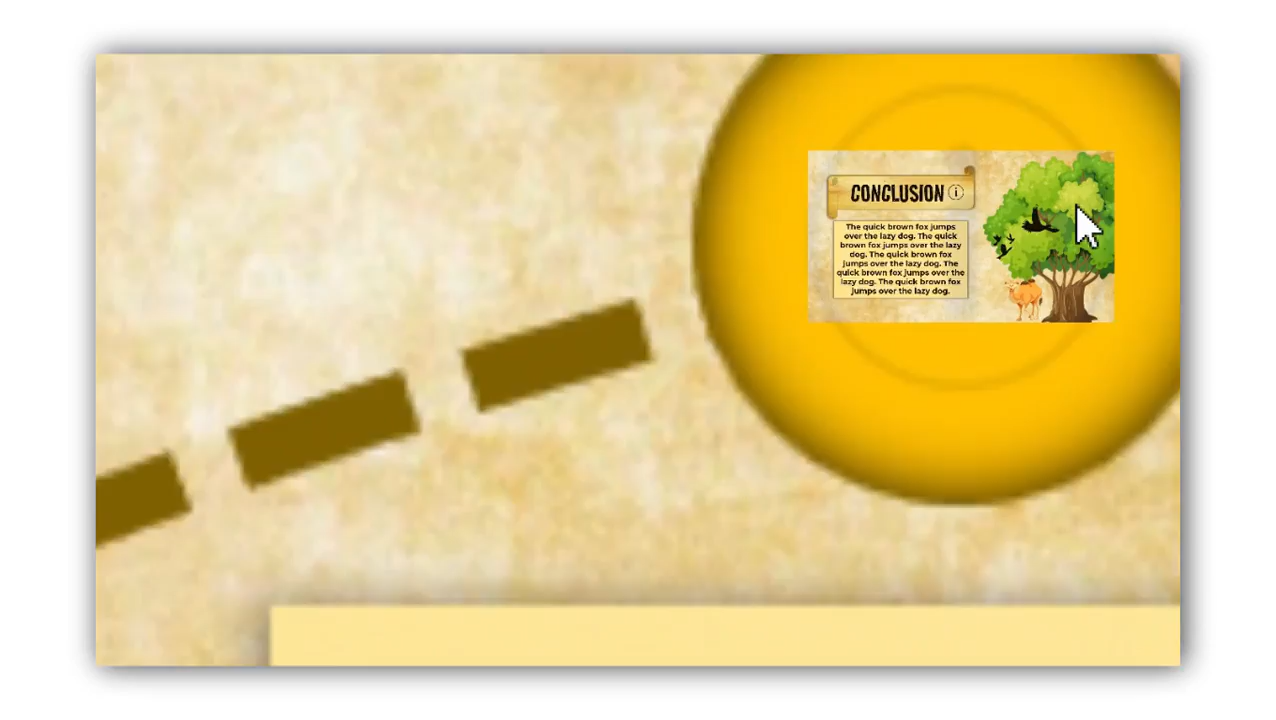 CONCLUSION i
The quick brown fox jumps
over the lazy dog. The quick
brown fox jumps over the lazy
dog. The quick brown fox
jumps over the lazy dog. The
quick brown fox jumps over the
lazy dog. The quick brown fox
jumps over the lazy dog.